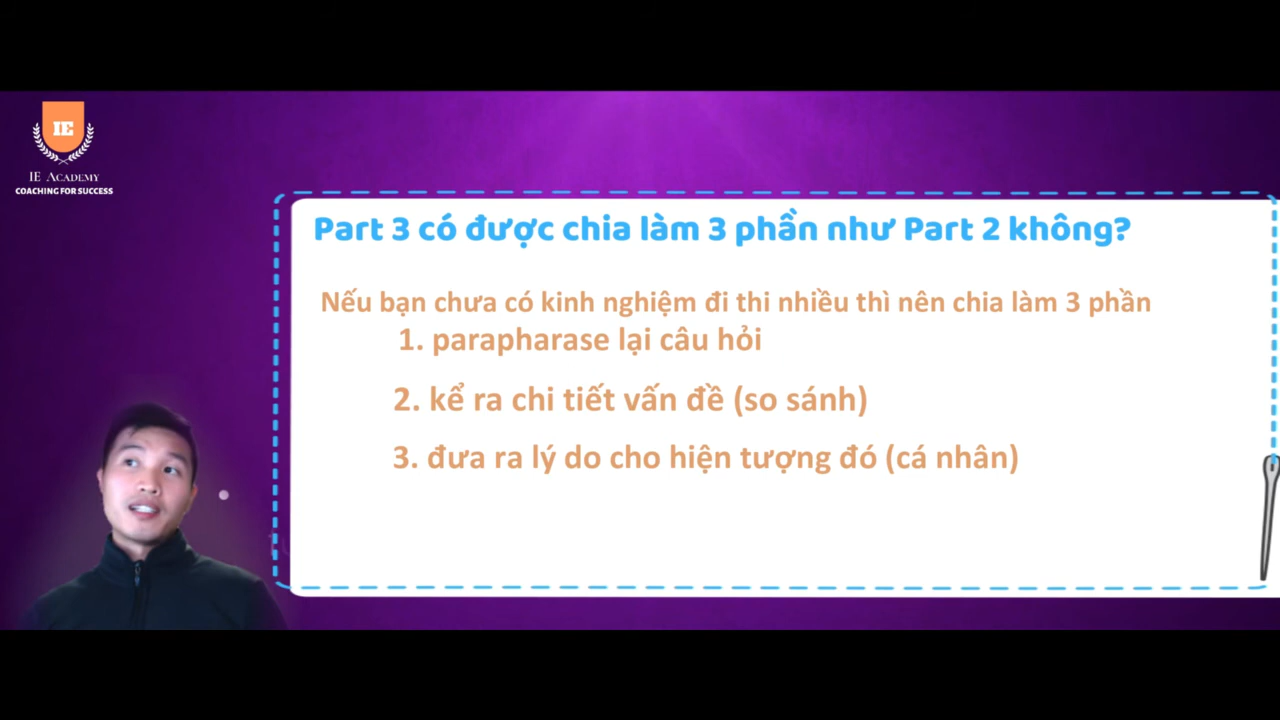 IE
IE ACADEMY
COACHING FOR SUCCESS
Part 3 có được chia làm 3 phần như Part 2 không?
Nếu bạn chưa có kinh nghiệm đi thi nhiều thì nên chia làm 3 phần
1. parapharase lại câu hỏi
2. kể ra chi tiết vấn đề (so sánh)
3. đưa ra lý do cho hiện tượng đó (cá nhân)